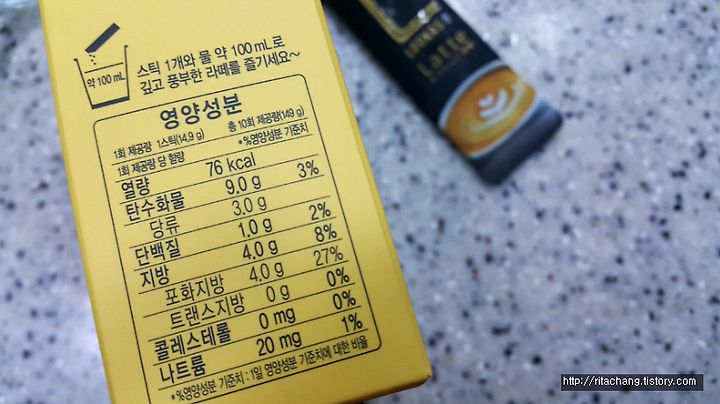 약 100 mL
스틱 1개와 물 약 100 mL로
깊고 풍부한 라떼를 즐기세요~
영양성분
1회 제공량 1스틱(14.9 g) 총 10회 제공량(149 g)
1회 제공량 당 함량 *%영양성분 기준치
열량 76 kcal
탄수화물 9.0 g 3%
당류 3.0 g
단백질 1.0 g 2%
지방 4.0 g 8%
포화지방 4.0 g 27%
트랜스지방 0 g 0%
콜레스테롤 0 mg 0%
나트륨 20 mg 1%
*%영양성분 기준치 : 1일 영양성분 기준치에 대한 비율
LOOKAS 9
Latte
http://ritachang.tistory.com